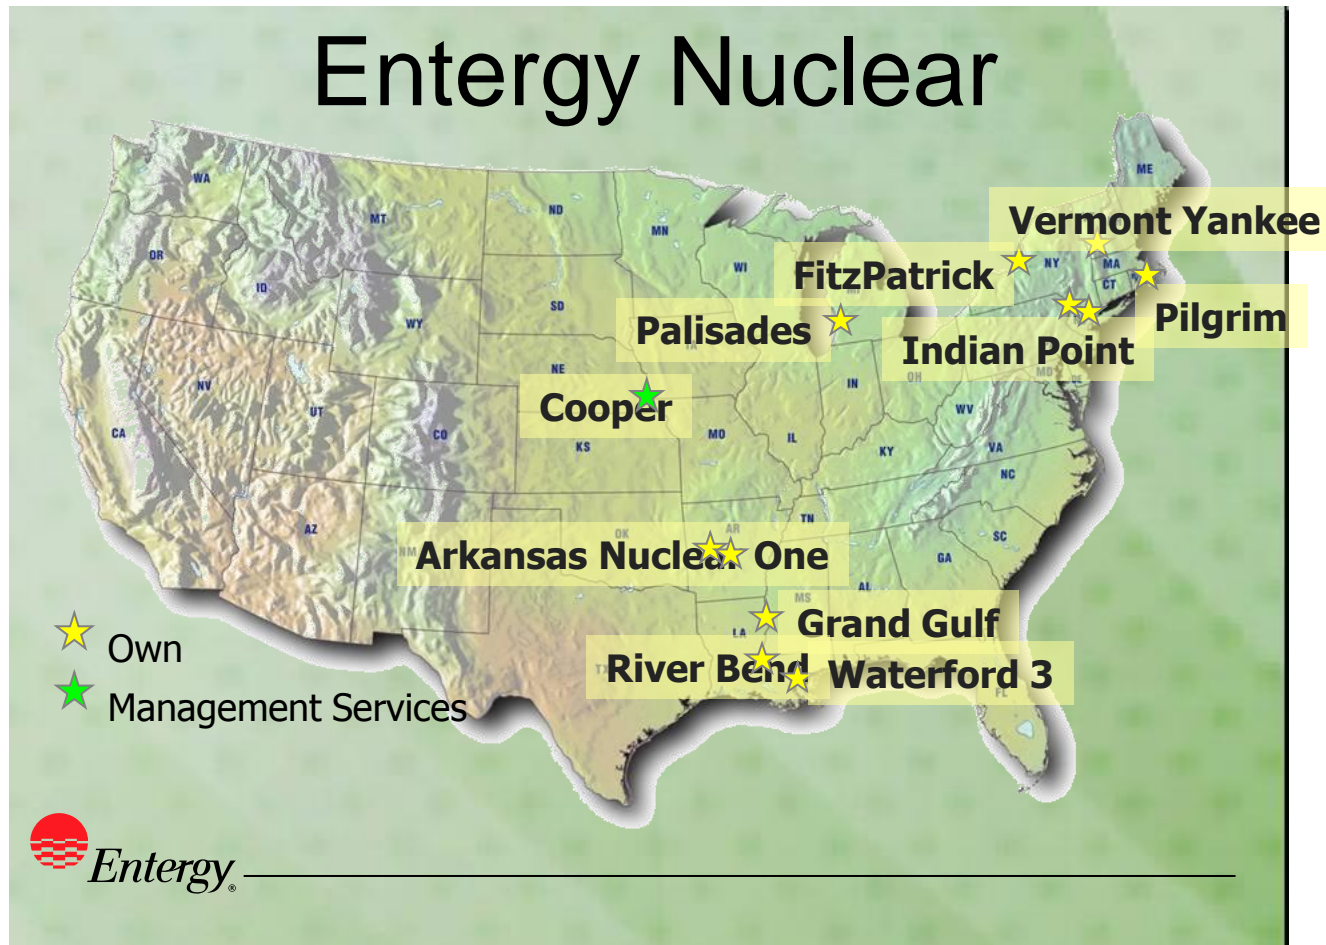 Entergy Nuclear
WA
ME
MT
ND
MN
Vermont Yankee
OR
WI
NY
MA
FitzPatrick
CT
ID
SD
WY
Palisades
Pilgrim
IA
Indian Point
NE
MD
DE
OH
NV
IN
UT
Cooper
WV
CA
CO
MO
IL
KS
KY
VA
NC
AZ
OK
AR
TN
NM
Arkansas Nuclear One
SC
GA
AL
MS
Grand Gulf
LA
Own
TX
River Bend
Waterford 3
FL
Management Services
Entergy®